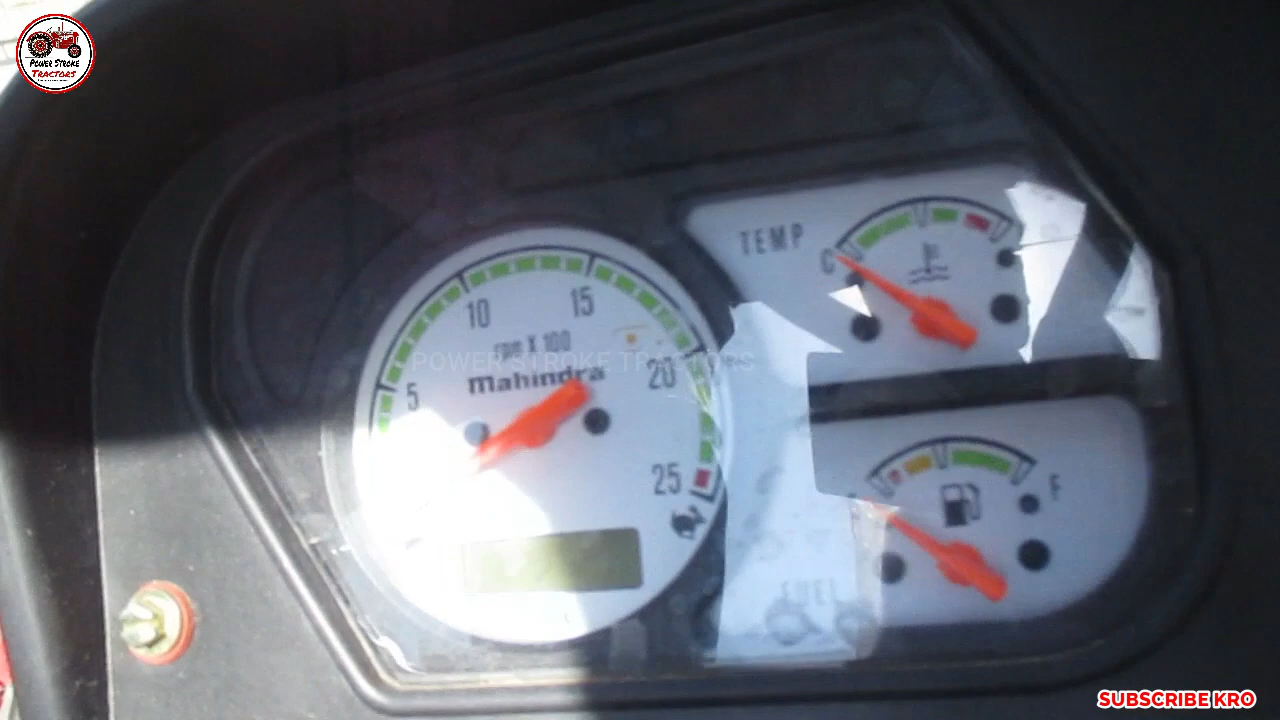 POWER STROKE
TRACTORS
TEMP
C
10
15
rpm X 100
POWER STROKE TRACTORS
mahindra
5
20
25
F
FUEL
SUBSCRIBE KRO